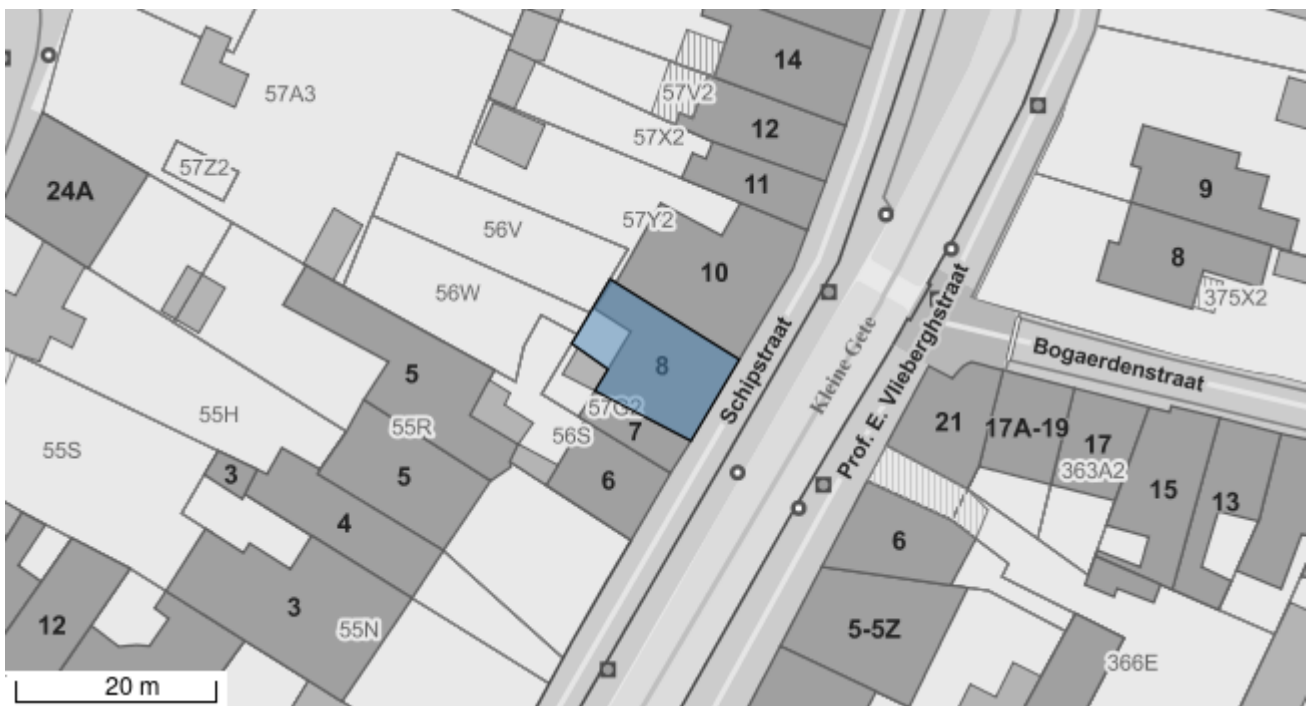 14
57A3
57V2
12
57X2
57Z2
11
24A
9
57Y2
56V
8
10
56W
375X2
Schipstraat
Kleine Gete
Prof. E. Vlieberghstraat
Bogaerdenstraat
8
5
57G2
7
21
17A-19
17
55H
55R
56S
363A2
55S
3
5
6
15
13
4
6
3
12
55N
5-5Z
366E
20 m